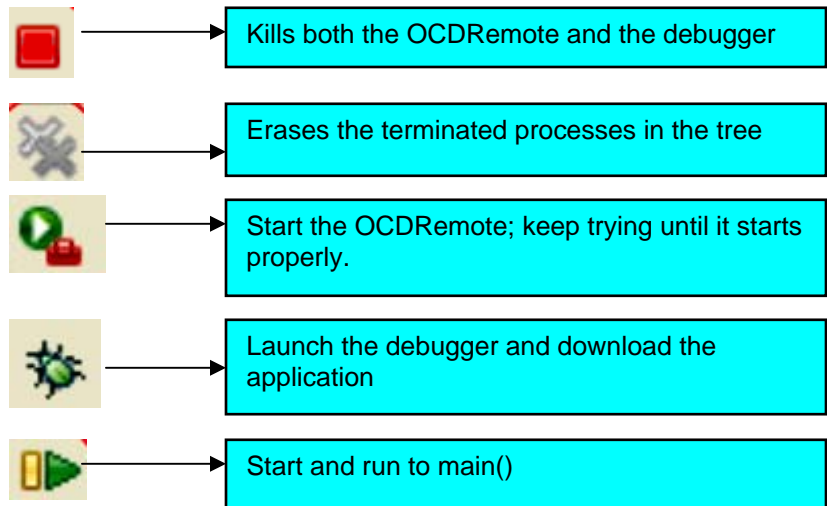 Kills both the OCDRemote and the debugger
Erases the terminated processes in the tree
Start the OCDRemote; keep trying until it starts
properly.
Launch the debugger and download the
application
Start and run to main()